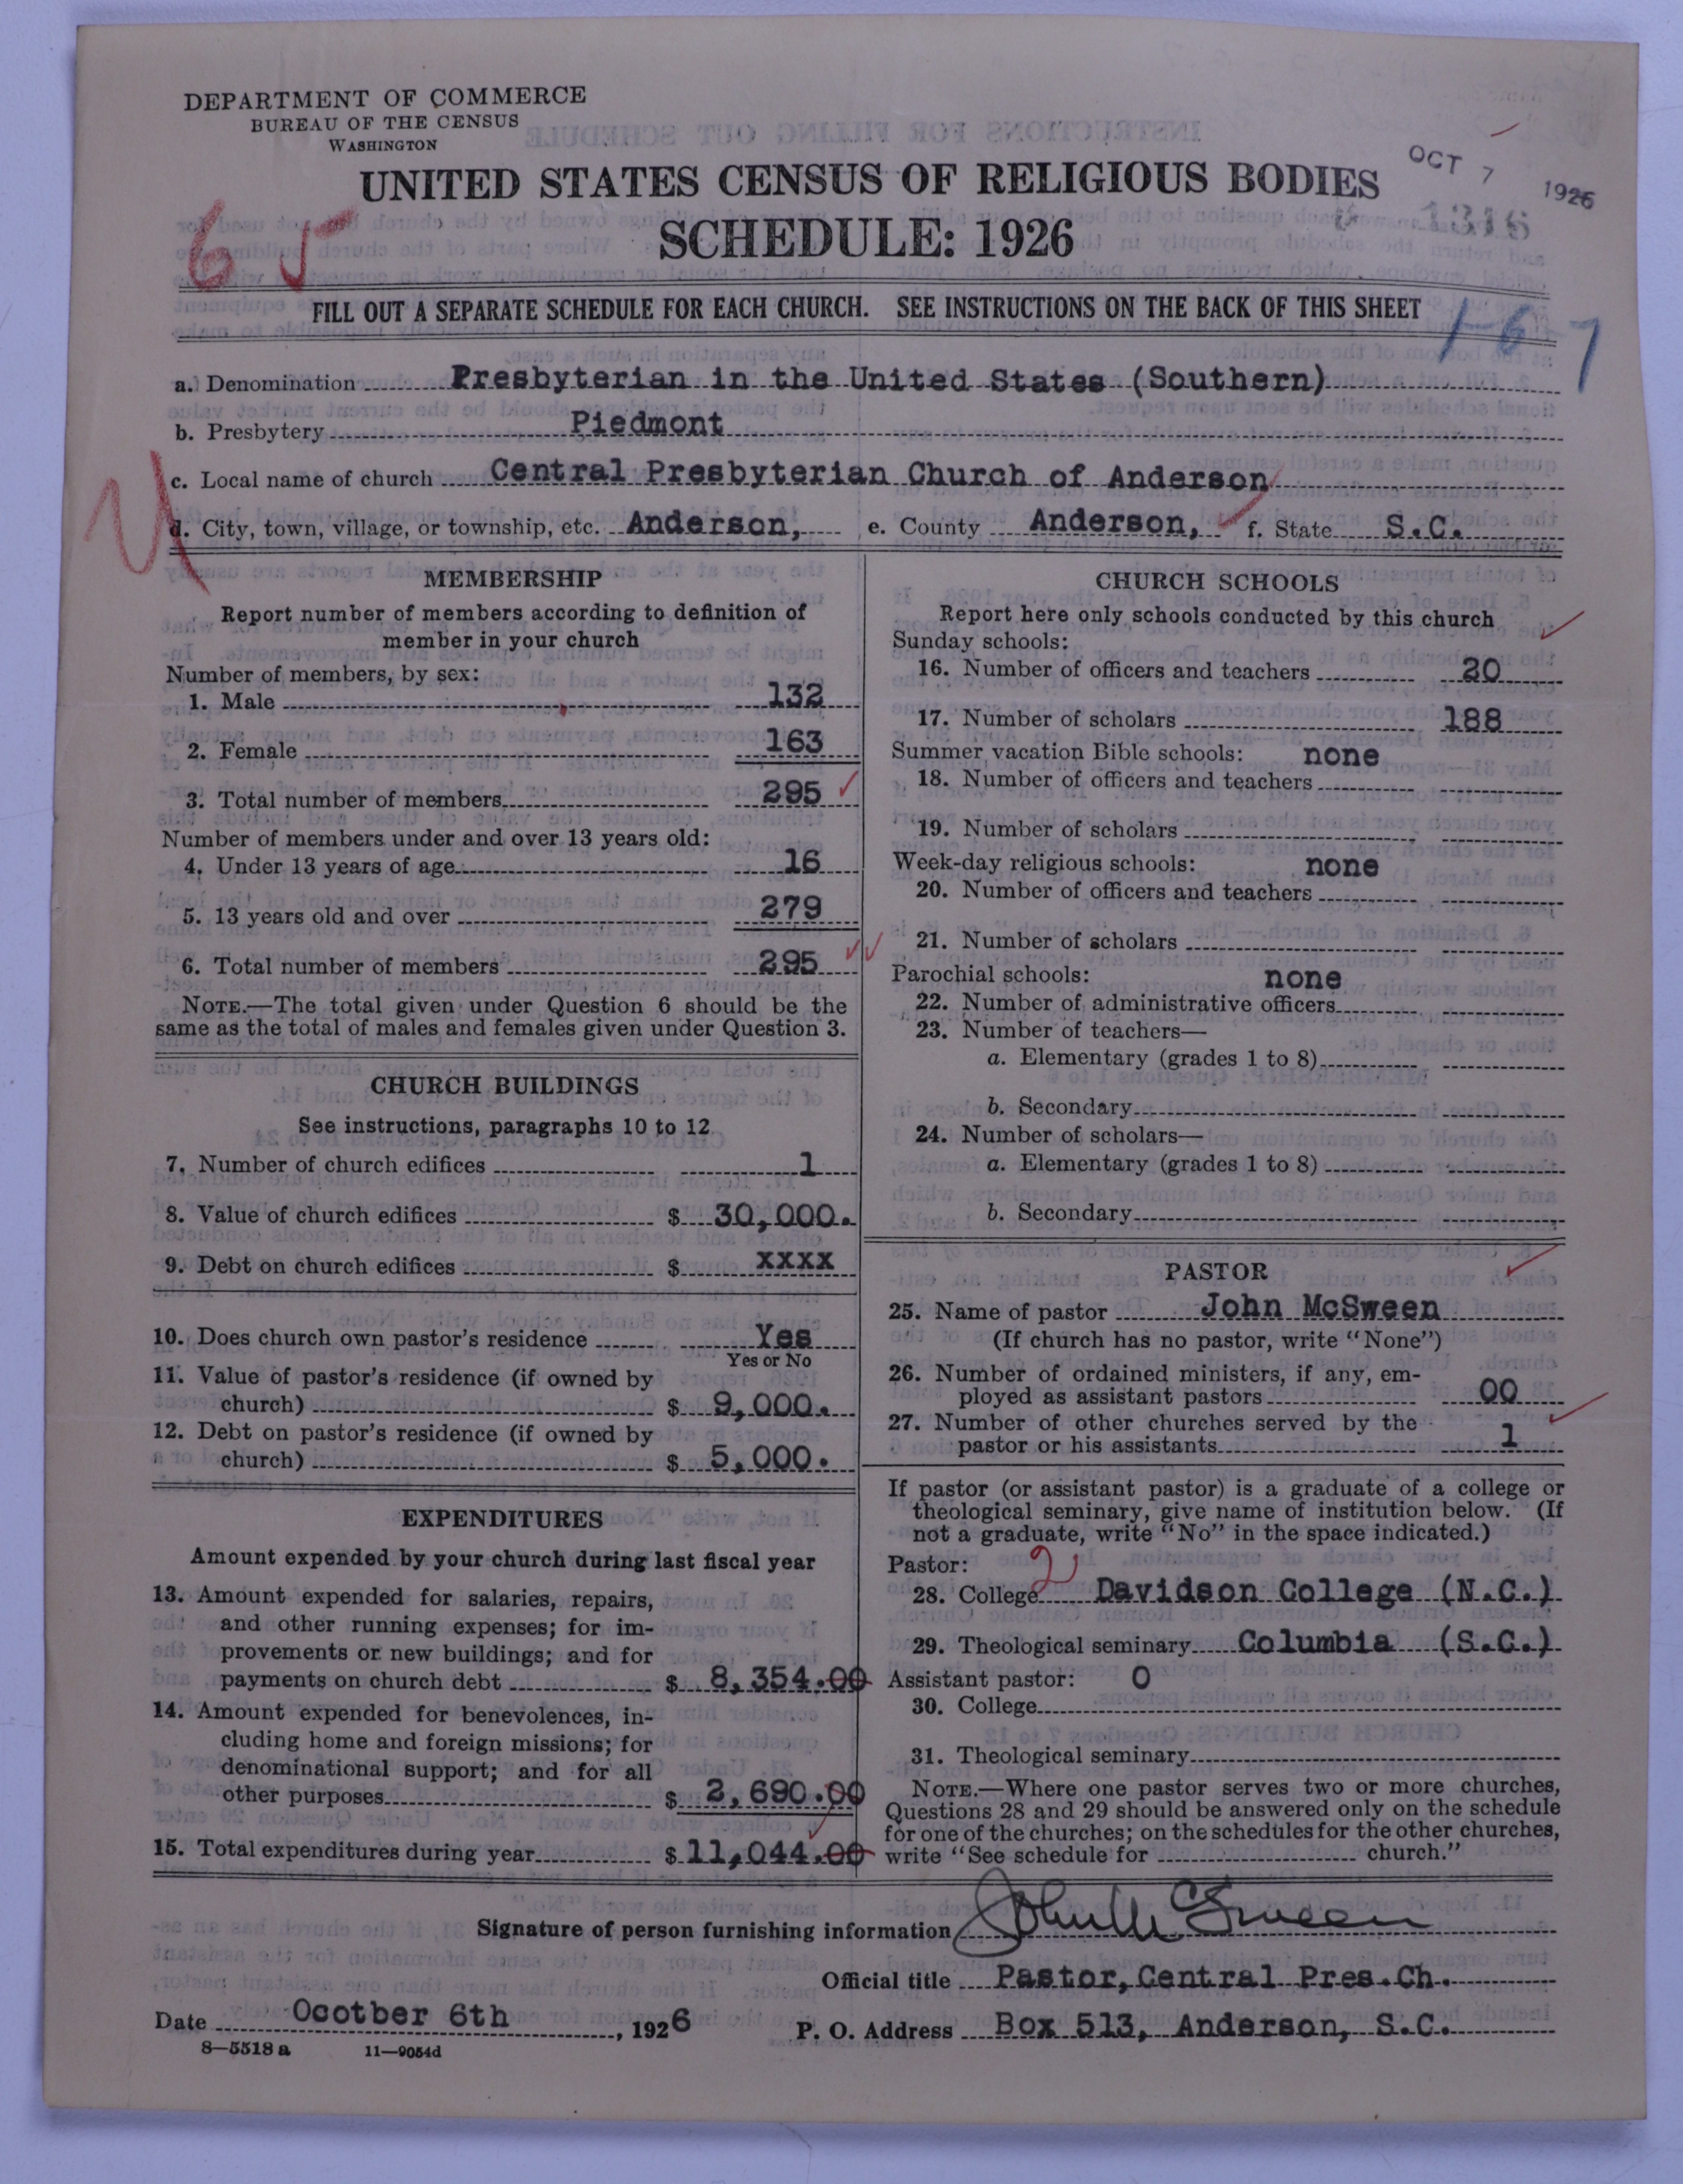 DEPARTMENT OF COMMERCE
BUREAU OF THE CENSUS
WASHINGTON
UNITED STATES CENSUS OF RELIGIOUS BODIES
SCHEDULE: 1926
OCT 7 1926
1316
65
FILL OUT A SEPARATE SCHEDULE FOR EACH CHURCH. SEE INSTRUCTIONS ON THE BACK OF THIS SHEET
1-67
a. Denomination Presbyterian in the United States (Southern)
b. Presbytery Piedmont
c. Local name of church Central Presbyterian Church of Anderson
d. City, town, village, or township, etc. Anderson, e. County Anderson, f. State S.C.
MEMBERSHIP
Report number of members according to definition of
member in your church
Number of members, by sex:
1. Male 132
2. Female 163
3. Total number of members 295
Number of members under and over 13 years old:
4. Under 13 years of age 16
5. 13 years old and over 279
6. Total number of members 295
NOTE.—The total given under Question 6 should be the
same as the total of males and females given under Question 3.
CHURCH BUILDINGS
See instructions, paragraphs 10 to 12
7. Number of church edifices 1
8. Value of church edifices $ 30,000.
9. Debt on church edifices $ XXXX
10. Does church own pastor's residence Yes
Yes or No
11. Value of pastor's residence (if owned by
church) $ 9,000.
12. Debt on pastor's residence (if owned by
church) $ 5,000.
EXPENDITURES
Amount expended by your church during last fiscal year
13. Amount expended for salaries, repairs,
and other running expenses; for im-
provements or new buildings; and for
payments on church debt $ 8,354.00
14. Amount expended for benevolences, in-
cluding home and foreign missions; for
denominational support; and for all
other purposes $ 2,690.00
15. Total expenditures during year $ 11,044.00
CHURCH SCHOOLS
Report here only schools conducted by this church
Sunday schools:
16. Number of officers and teachers 20
17. Number of scholars 188
Summer vacation Bible schools: none
18. Number of officers and teachers
19. Number of scholars
Week-day religious schools: none
20. Number of officers and teachers
21. Number of scholars
Parochial schools: none
22. Number of administrative officers
23. Number of teachers—
a. Elementary (grades 1 to 8)
b. Secondary
24. Number of scholars—
a. Elementary (grades 1 to 8)
b. Secondary
PASTOR
25. Name of pastor John McSween
(If church has no pastor, write "None")
26. Number of ordained ministers, if any, em-
ployed as assistant pastors 00
27. Number of other churches served by the
pastor or his assistants 1
If pastor (or assistant pastor) is a graduate of a college or
theological seminary, give name of institution below. (If
not a graduate, write "No" in the space indicated.)
Pastor: 2
28. College Davidson College (N.C.)
29. Theological seminary Columbia (S.C.)
Assistant pastor: 0
30. College
31. Theological seminary
NOTE.—Where one pastor serves two or more churches,
Questions 28 and 29 should be answered only on the schedule
for one of the churches; on the schedules for the other churches,
write "See schedule for church."
Signature of person furnishing information John McSween
Official title Pastor, Central Pres.Ch.
Date Ocotber 6th, 1926 P. O. Address Box 513, Anderson, S.C.
8—5518 a 11—9054d